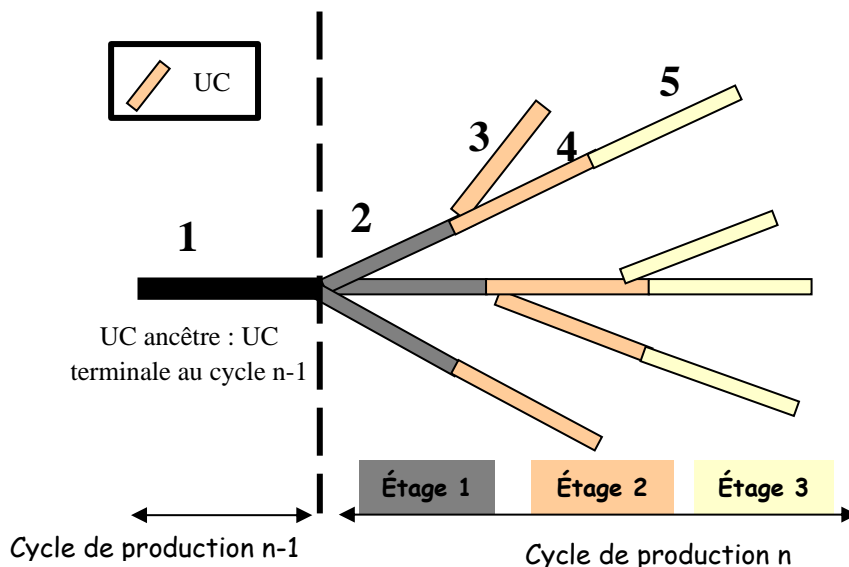 UC
5
3
4
2
1
UC ancêtre : UC
terminale au cycle n-1
Étage 1
Étage 2
Étage 3
Cycle de production n-1
Cycle de production n